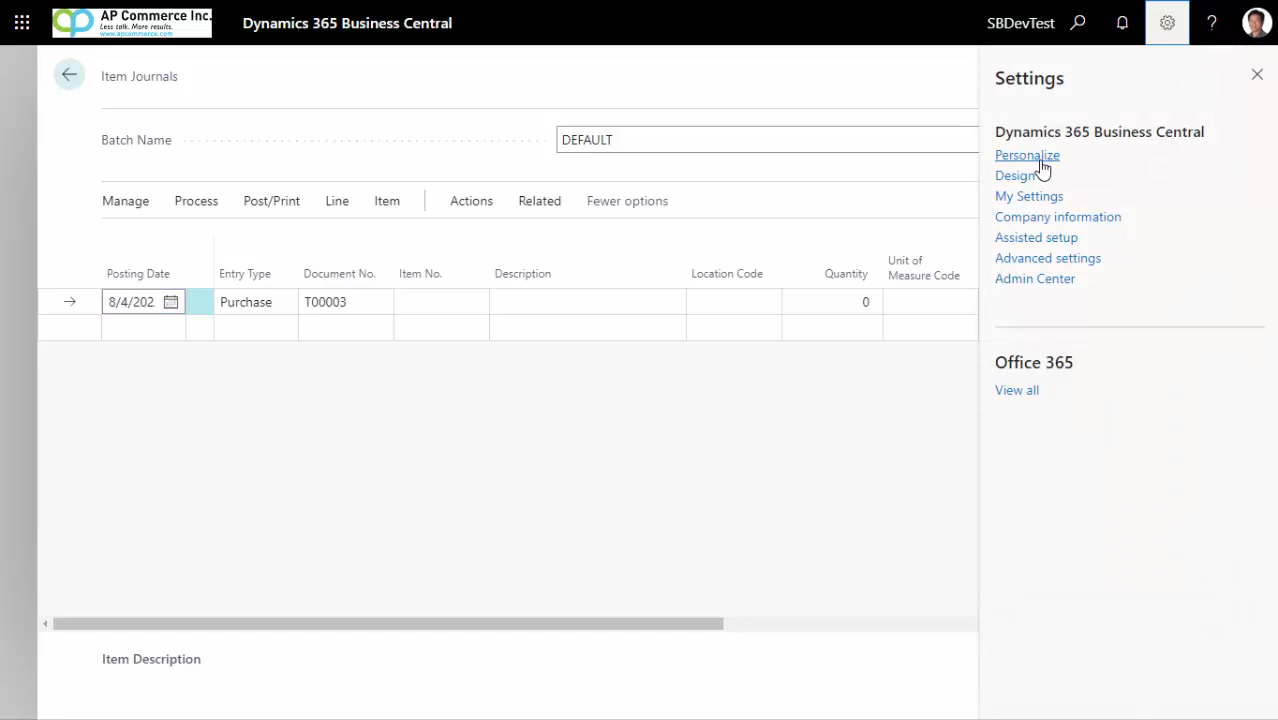 AP Commerce Inc.
Less talk. More results.
www.apcommerce.com
Dynamics 365 Business Central
SBDevTest
?
Item Journals
Batch Name
DEFAULT
Manage Process Post/Print Line Item Actions Related Fewer options
Posting Date Entry Type Document No. Item No. Description Location Code Quantity Unit of
Measure Code
8/4/202 Purchase T00003 0
Item Description
Settings
Dynamics 365 Business Central
Personalize
Design
My Settings
Company information
Assisted setup
Advanced settings
Admin Center
Office 365
View all